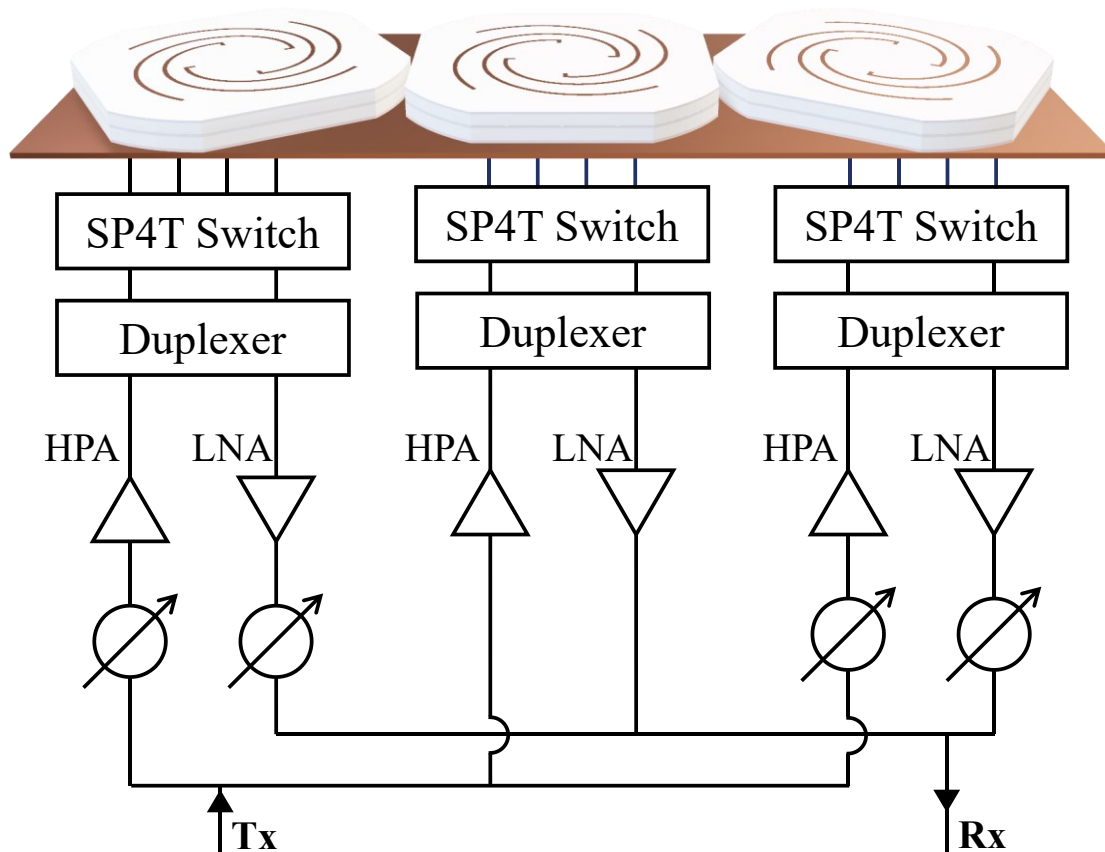 SP4T Switch
SP4T Switch
SP4T Switch
Duplexer
Duplexer
Duplexer
HPA
LNA
HPA
LNA
HPA
LNA
Tx
Rx